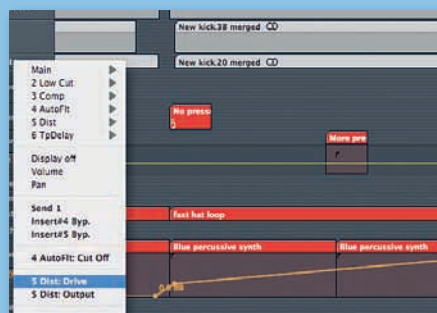 New kick.38 merged
New kick.20 merged
Main
2 Low Cut
3 Comp
4 AutoFlt
5 Dist
6 TpDelay
Display off
Volume
Pan
Send 1
Insert#4 Byp.
Insert#5 Byp.
4 AutoFlt: Cut Off
5 Dist: Drive
5 Dist: Output
No press
More pre
fast hat loop
Blue percussive synth
Blue percussive synth